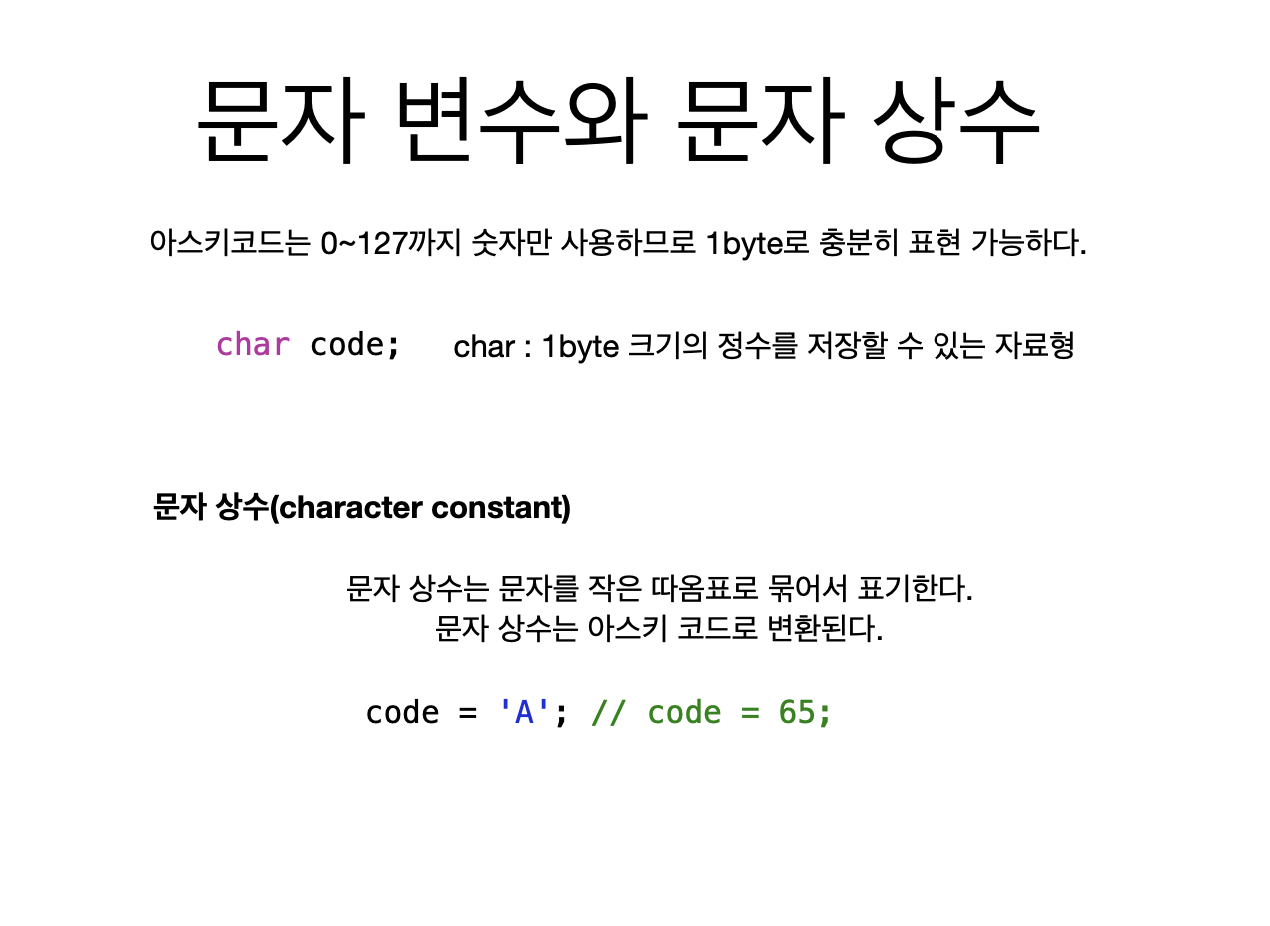 문자 변수와 문자 상수
아스키코드는 0~127까지 숫자만 사용하므로 1byte로 충분히 표현 가능하다.
char code; char : 1byte 크기의 정수를 저장할 수 있는 자료형
문자 상수(character constant)
문자 상수는 문자를 작은 따옴표로 묶어서 표기한다.
문자 상수는 아스키 코드로 변환된다.
code = 'A'; // code = 65;